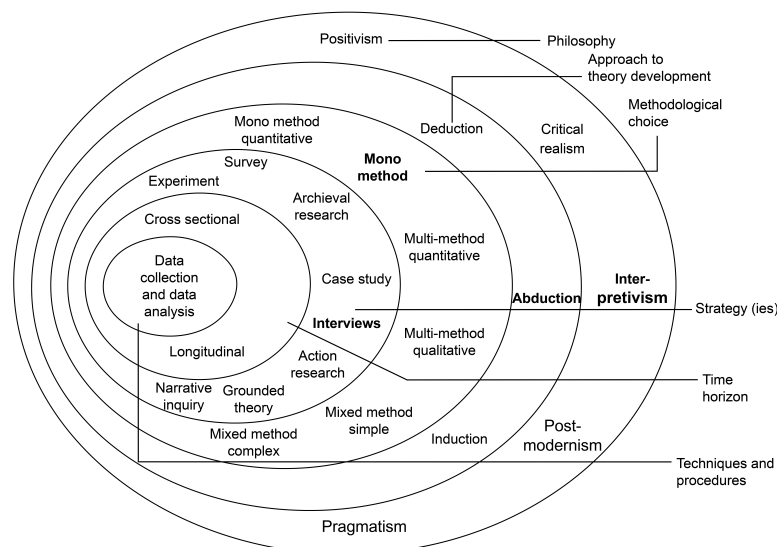 Positivism
Philosophy
Approach to
theory development
Methodological
choice
Deduction
Critical
realism
Mono method
quantitative
Mono
method
Survey
Experiment
Archieval
research
Cross sectional
Multi-method
quantitative
Data
collection
and data
analysis
Case study
Inter-
pretivism
Abduction
Strategy (ies)
Interviews
Multi-method
qualitative
Longitudinal
Action
research
Time
horizon
Narrative
inquiry
Grounded
theory
Mixed method
simple
Mixed method
complex
Induction
Post-
modernism
Techniques and
procedures
Pragmatism